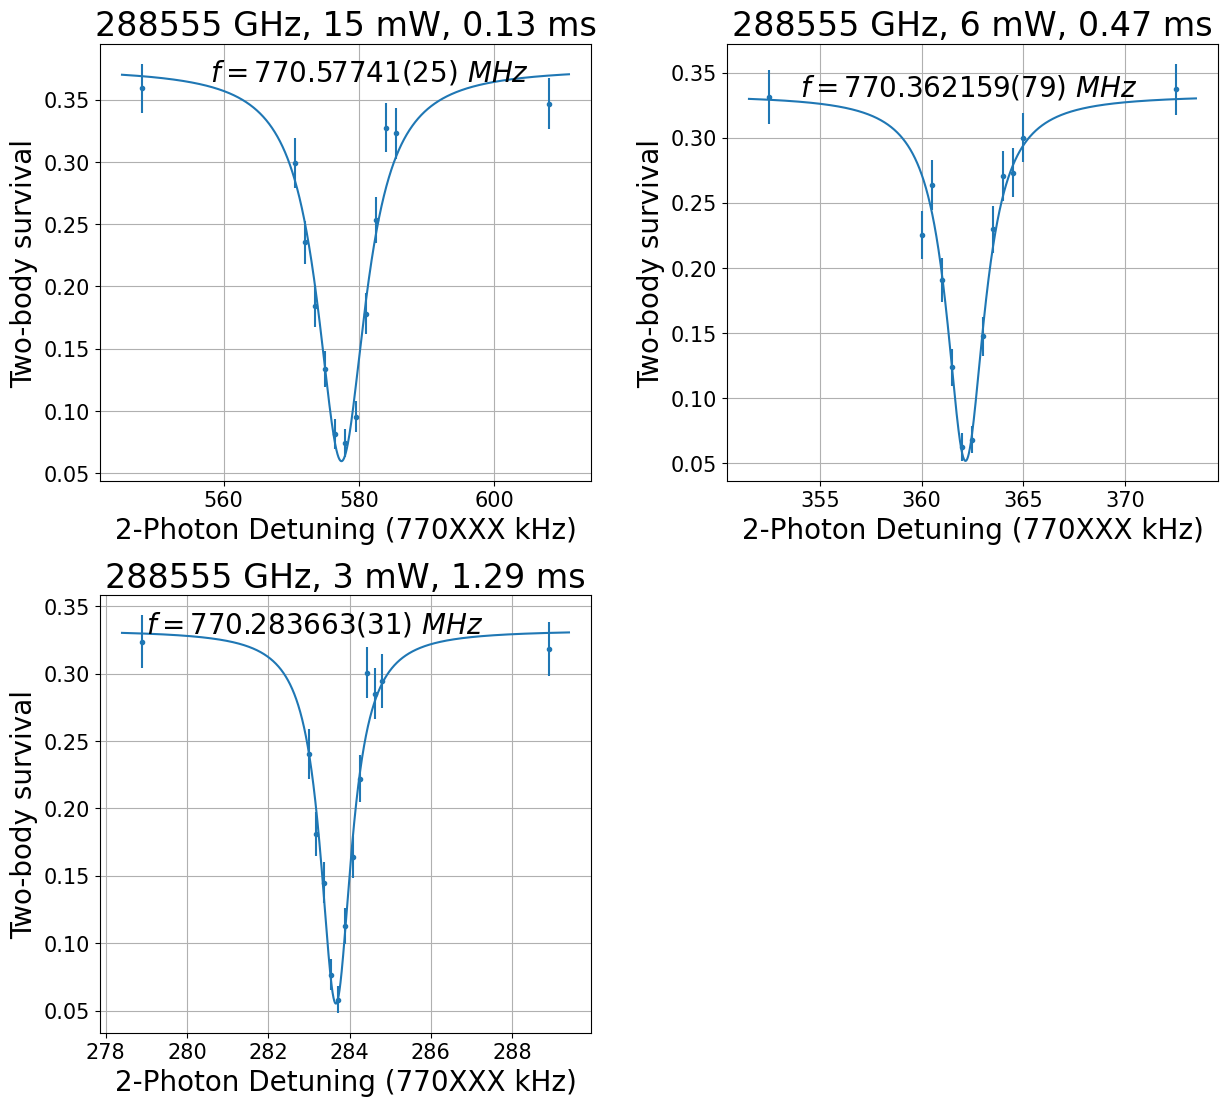 288555 GHz, 15 mW, 0.13 ms
f = 770.57741(25) MHz
Two-body survival
0.35
0.30
0.25
0.20
0.15
0.10
0.05
560 580 600
2-Photon Detuning (770XXX kHz)
288555 GHz, 6 mW, 0.47 ms
f = 770.362159(79) MHz
Two-body survival
0.35
0.30
0.25
0.20
0.15
0.10
0.05
355 360 365 370
2-Photon Detuning (770XXX kHz)
288555 GHz, 3 mW, 1.29 ms
f = 770.283663(31) MHz
Two-body survival
0.35
0.30
0.25
0.20
0.15
0.10
0.05
278 280 282 284 286 288
2-Photon Detuning (770XXX kHz)